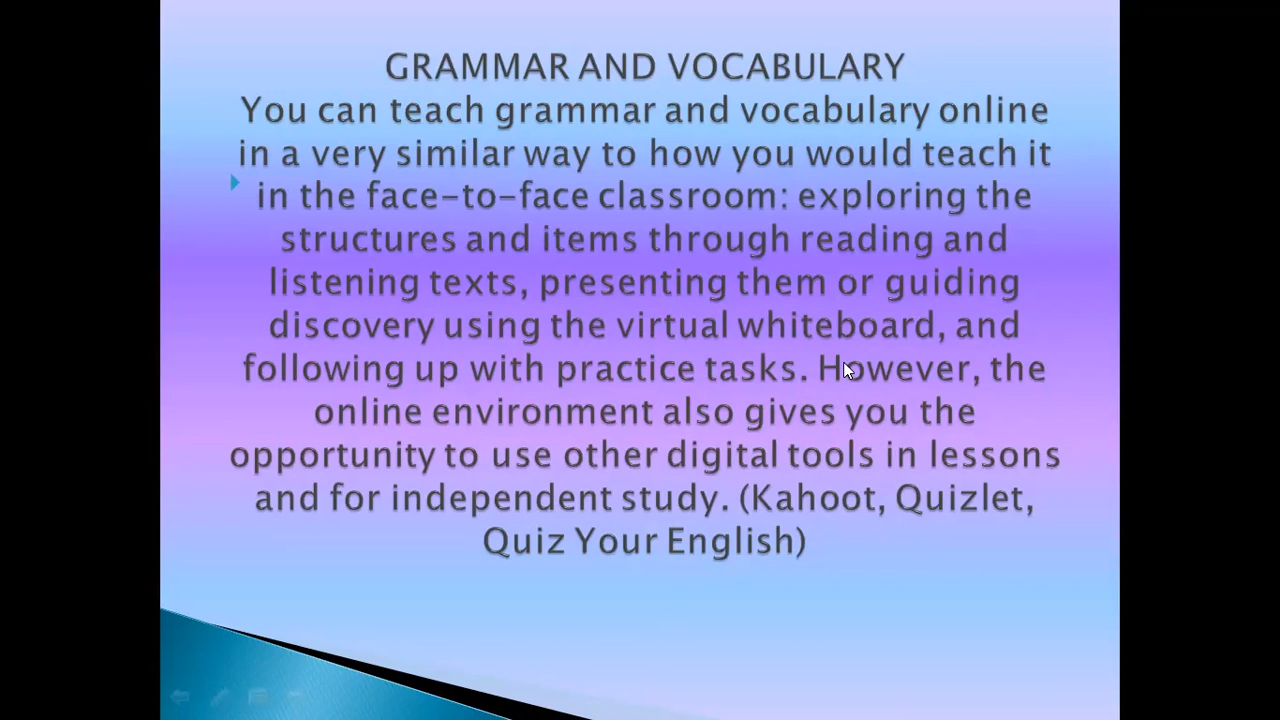 GRAMMAR AND VOCABULARY
You can teach grammar and vocabulary online
in a very similar way to how you would teach it
in the face-to-face classroom: exploring the
structures and items through reading and
listening texts, presenting them or guiding
discovery using the virtual whiteboard, and
following up with practice tasks. However, the
online environment also gives you the
opportunity to use other digital tools in lessons
and for independent study. (Kahoot, Quizlet,
Quiz Your English)